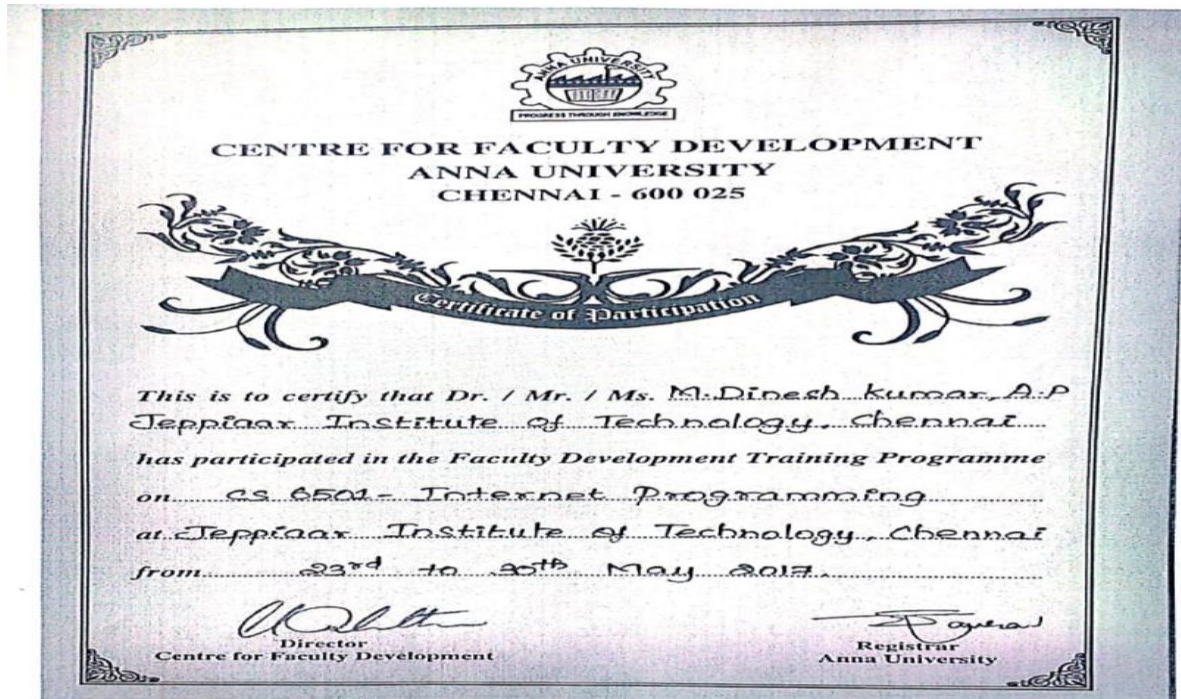 ANNA UNIVERSITY
PROGRESS THROUGH KNOWLEDGE
CENTRE FOR FACULTY DEVELOPMENT
ANNA UNIVERSITY
CHENNAI - 600 025
Certificate of Participation
This is to certify that Dr. / Mr. / Ms. M. Dinesh Kumar, A.P
Jeppiaar Institute of Technology, Chennai
has participated in the Faculty Development Training Programme
on CS 6501 - Internet Programming
at Jeppiaar Institute of Technology, Chennai
from 23rd to 30th May 2017.
Director
Centre for Faculty Development
Registrar
Anna University